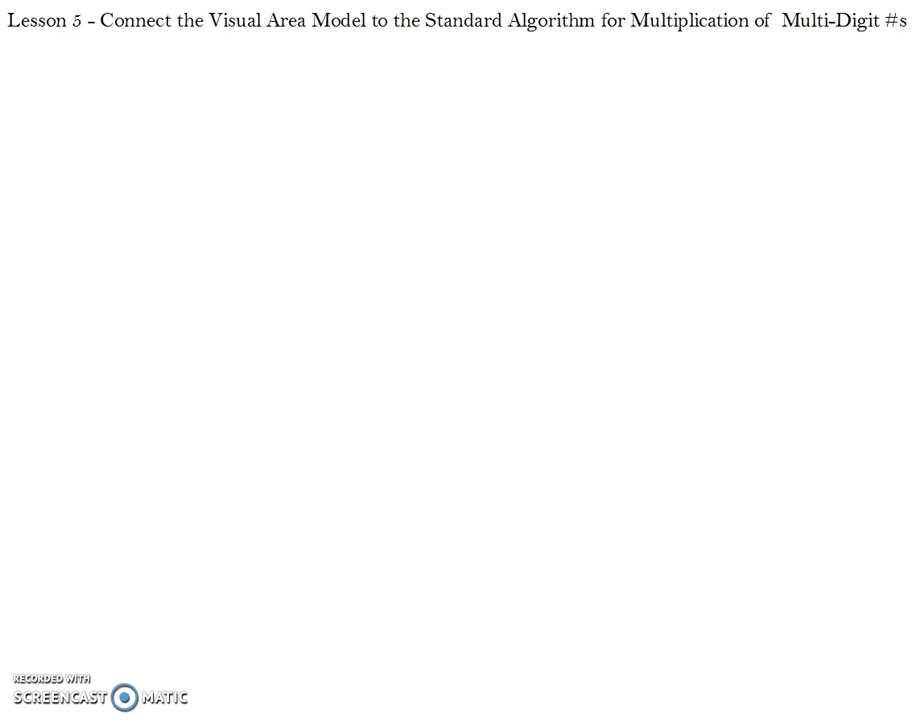 Lesson 5 - Connect the Visual Area Model to the Standard Algorithm for Multiplication of  Multi-Digit #s
RECORDED WITH
SCREENCAST MATIC